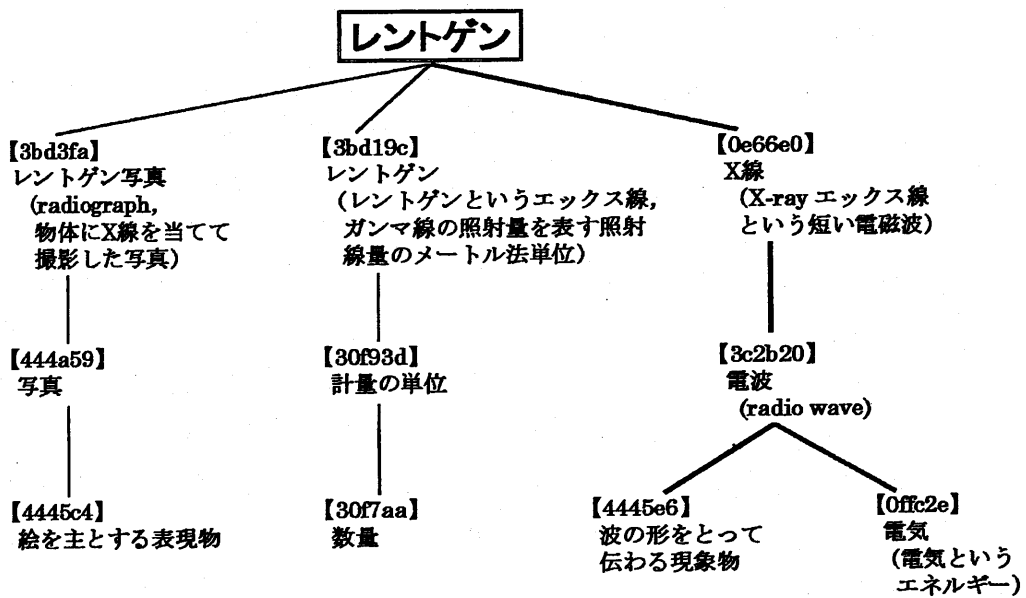 レントゲン
【3bd3fa】
レントゲン写真
(radiograph,
物体にX線を当てて
撮影した写真)
【3bd19c】
レントゲン
(レントゲンというエックス線,
ガンマ線の照射量を表す照射
線量のメートル法単位)
【0e66e0】
X線
(X-ray エックス線
という短い電磁波)
【444a59】
写真
【30f93d】
計量の単位
【3c2b20】
電波
(radio wave)
【4445c4】
絵を主とする表現物
【30f7aa】
数量
【4445e6】
波の形をとって
伝わる現象物
【0ffc2e】
電気
(電気という
エネルギー)